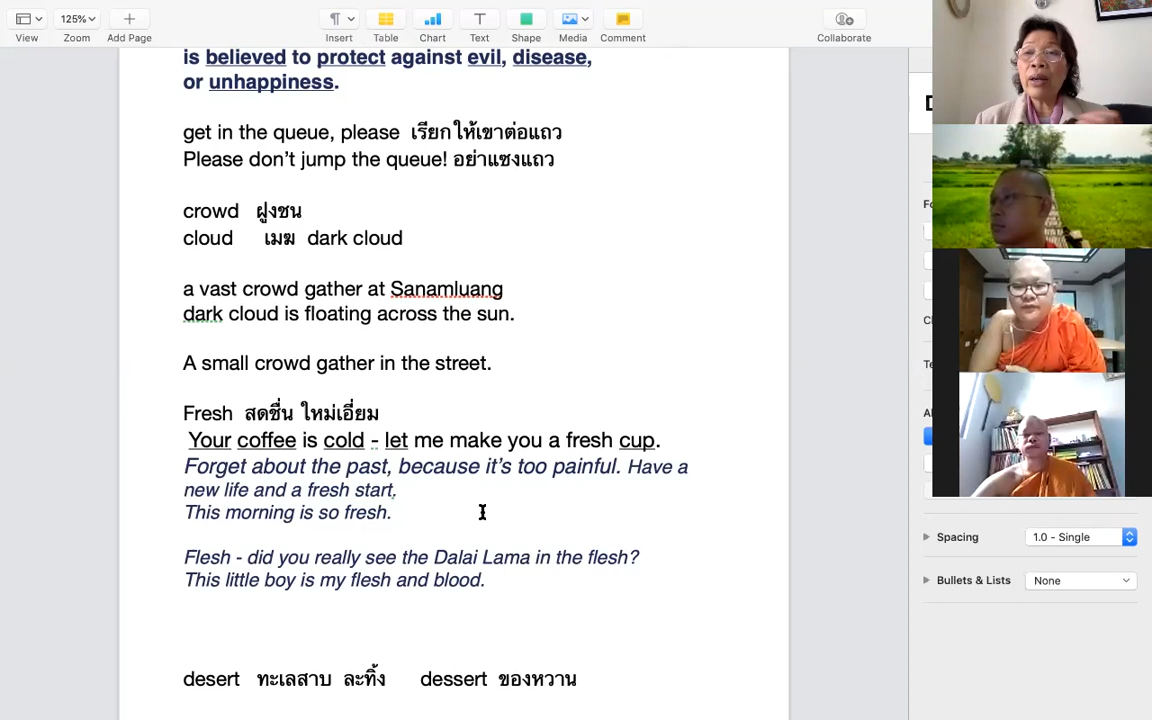 125%
View
Zoom
Add Page
Insert
Table
Chart
Text
Shape
Media
Comment
Collaborate
is believed to protect against evil, disease,
or unhappiness.
get in the queue, please เรียกให้เขาต่อแถว
Please don’t jump the queue! อย่าแซงแถว
crowd ฝูงชน
cloud เมฆ dark cloud
a vast crowd gather at Sanamluang
dark cloud is floating across the sun.
A small crowd gather in the street.
Fresh สดชื่น ใหม่เอี่ยม
Your coffee is cold - let me make you a fresh cup.
Forget about the past, because it’s too painful. Have a
new life and a fresh start.
This morning is so fresh.
Flesh - did you really see the Dalai Lama in the flesh?
This little boy is my flesh and blood.
desert ทะเลสาบ ละทิ้ง dessert ของหวาน
Spacing
1.0 - Single
Bullets & Lists
None